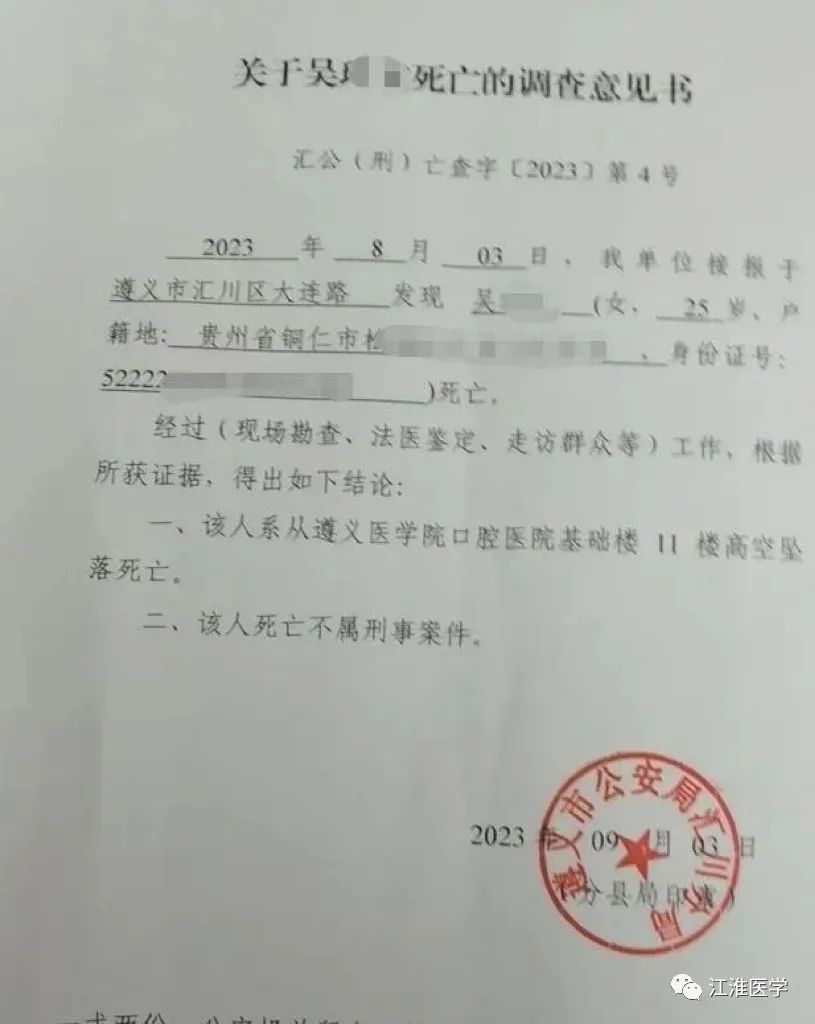 关于吴 死亡的调查意见书
汇公（刑）亡查字〔2023〕第 4 号
2023 年 8 月 03 日，我单位接报于
遵义市汇川区大连路 发现 吴 (女、 25 岁、户
籍地: 贵州省铜仁市松 、身份证号:
52222 )死亡。
经过（现场勘查、法医鉴定、走访群众等）工作，根据
所获证据，得出如下结论:
一、该人系从遵义医学院口腔医院基础楼 11 楼高空坠
落死亡。
二、该人死亡不属刑事案件。
遵义市公安局汇川分局
2023 年 09 月 03 日
（分县局印章）
一式两份
江淮医学